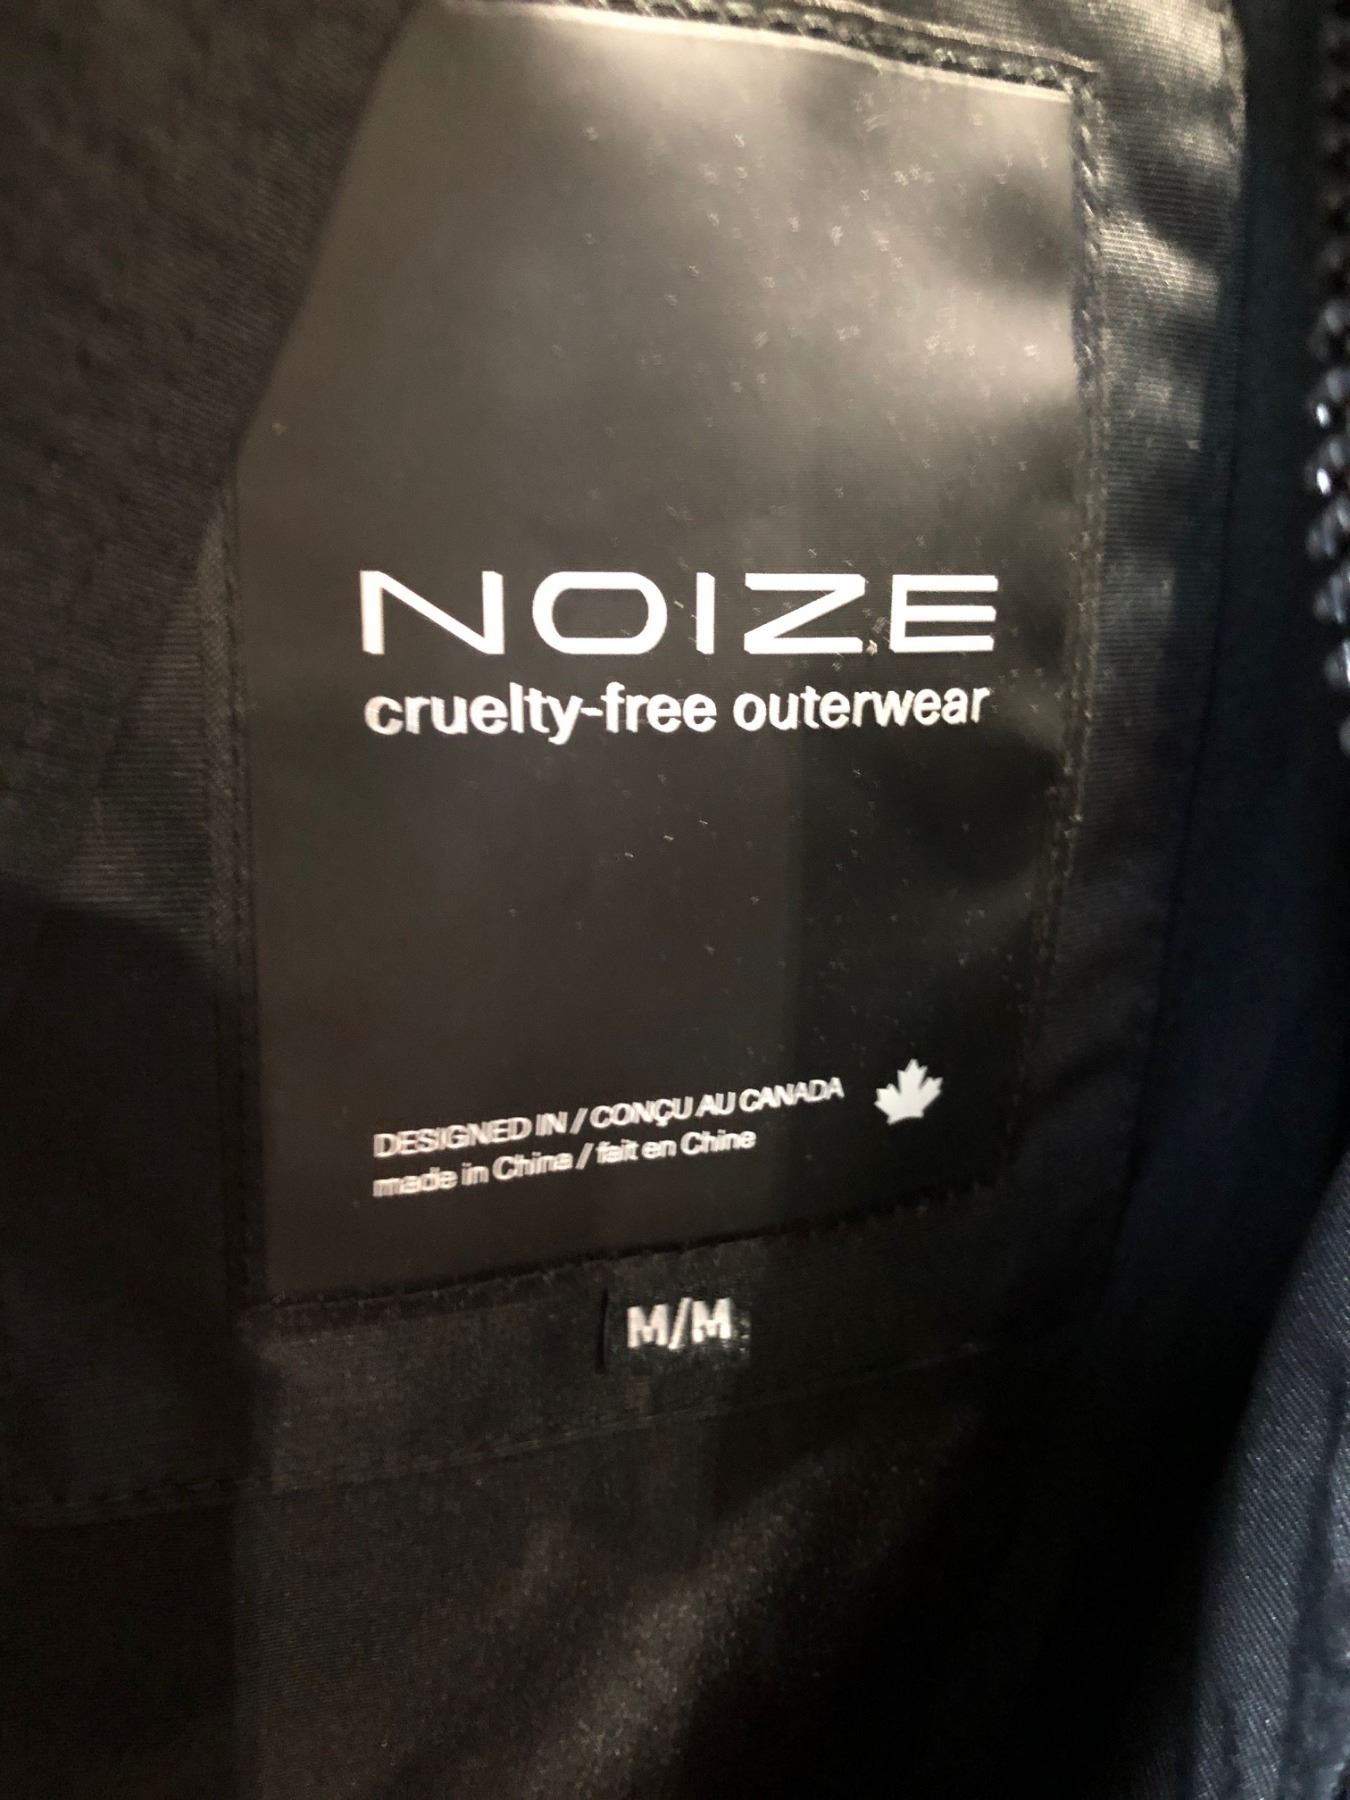 NOIZE
cruelty-free outerwear
DESIGNED IN / CONÇU AU CANADA
made in China / fait en Chine
M/M